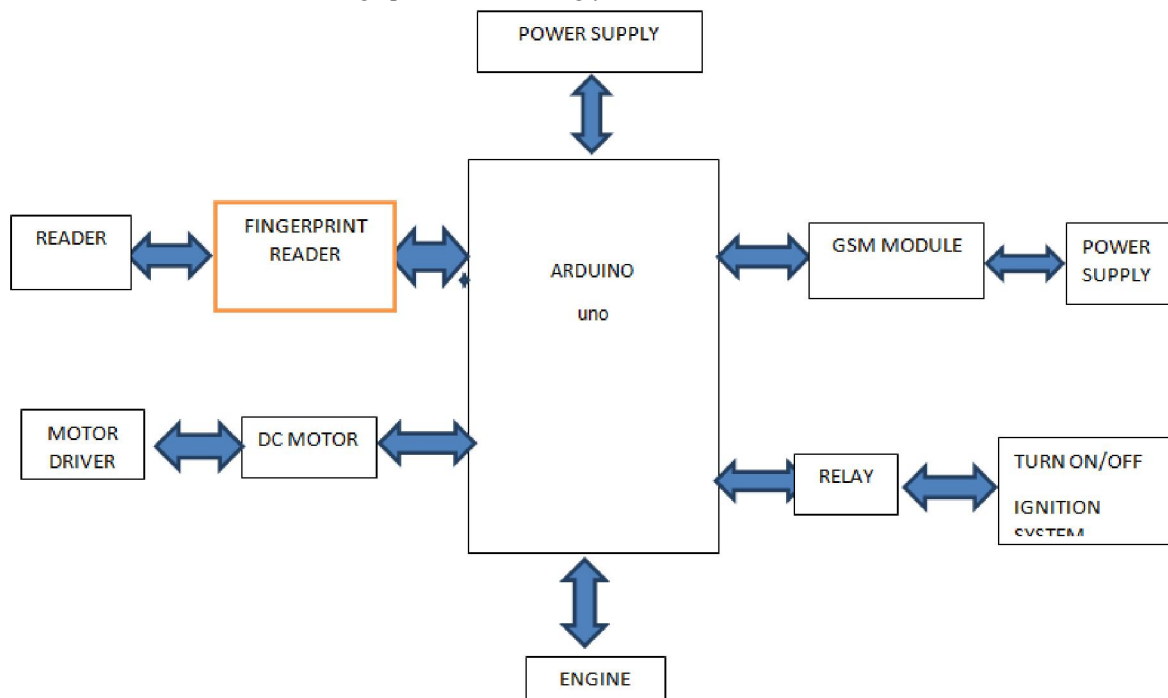 POWER SUPPLY
READER
FINGERPRINT
READER
ARDUINO
uno
GSM MODULE
POWER
SUPPLY
MOTOR
DRIVER
DC MOTOR
RELAY
TURN ON/OFF
IGNITION
SYSTEM
ENGINE